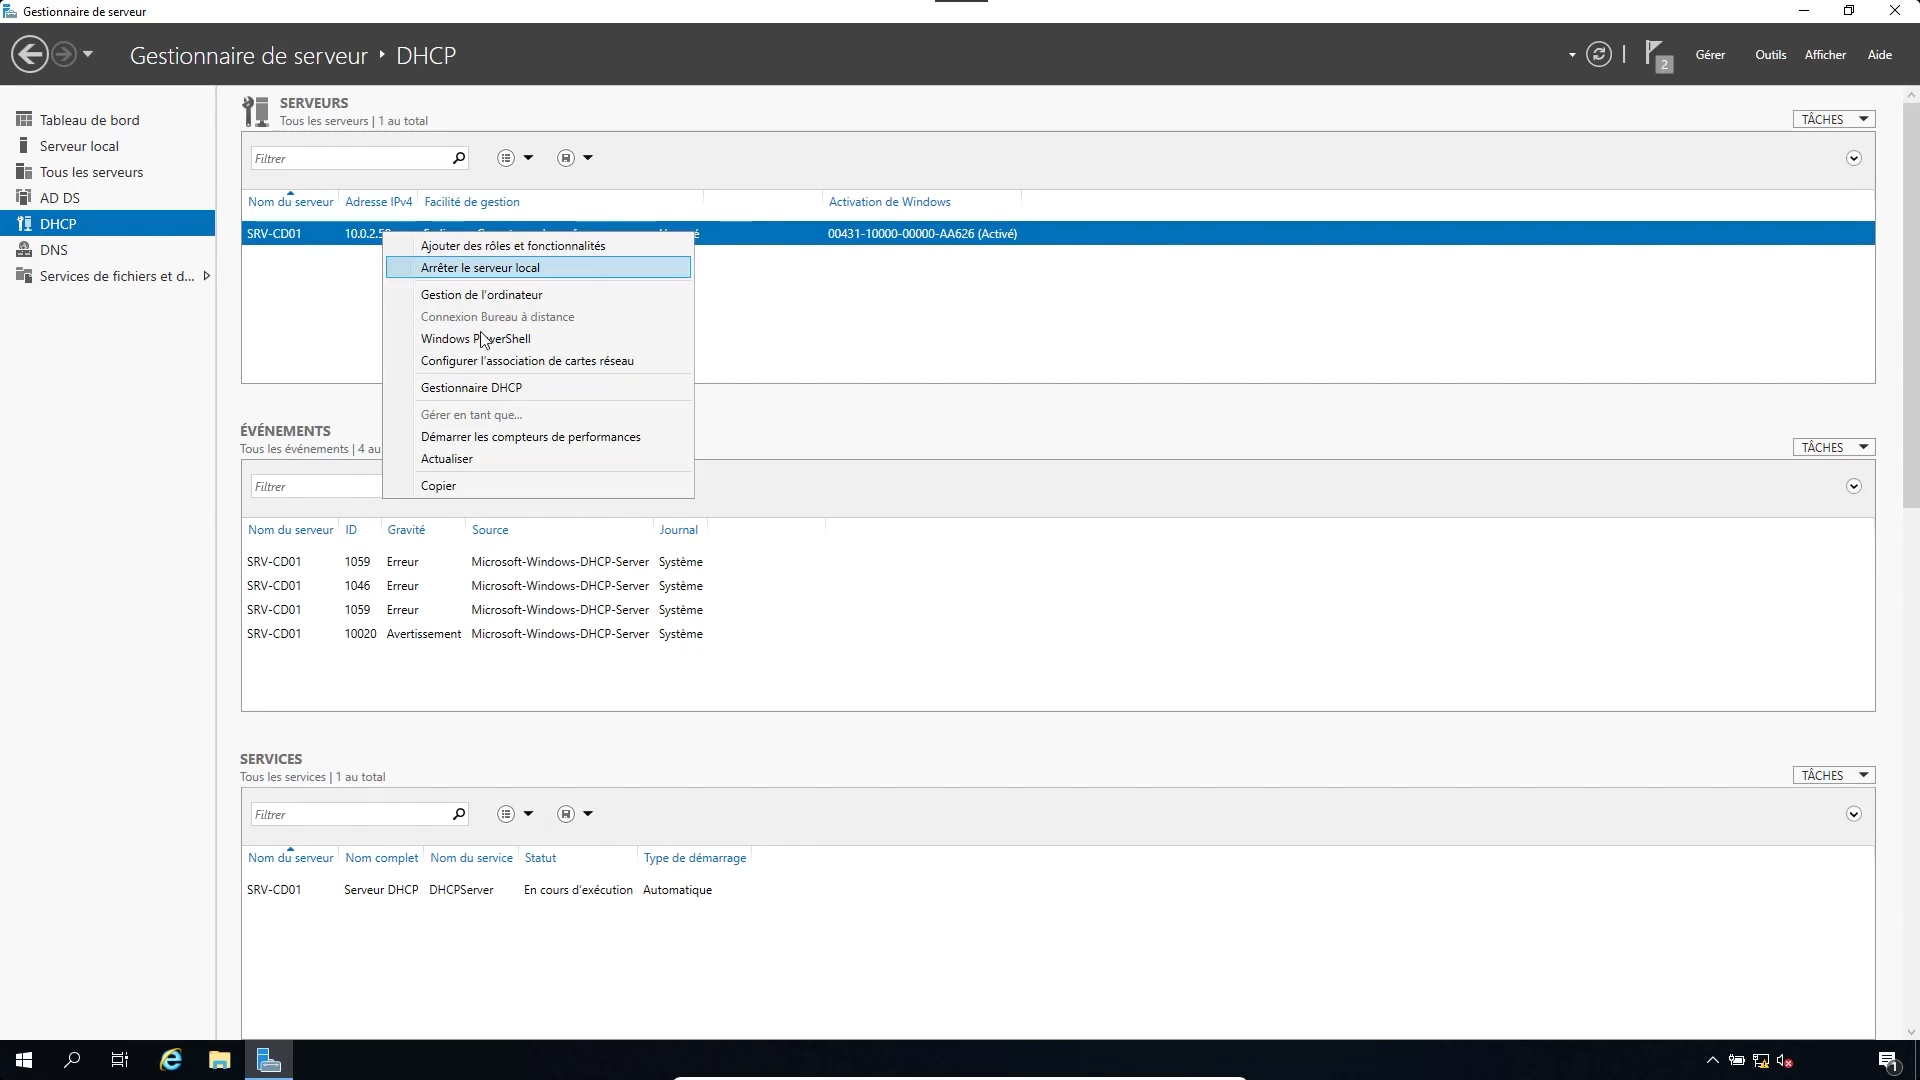 Gestionnaire de serveur
Gestionnaire de serveur ‣ DHCP
2
Gérer
Outils
Afficher
Aide
Tableau de bord
Serveur local
Tous les serveurs
AD DS
DHCP
DNS
Services de fichiers et d...
SERVEURS
Tous les serveurs | 1 au total
TÂCHES
Filtrer
Nom du serveur Adresse IPv4 Facilité de gestion Activation de Windows
SRV-CD01 00431-10000-00000-AA626 (Activé)
Ajouter des rôles et fonctionnalités
Arrêter le serveur local
Gestion de l'ordinateur
Connexion Bureau à distance
Windows PowerShell
Configurer l'association de cartes réseau
Gestionnaire DHCP
Gérer en tant que...
Démarrer les compteurs de performances
Actualiser
Copier
ÉVÉNEMENTS
Tous les événements | 4 au
TÂCHES
Filtrer
Nom du serveur ID Gravité Source Journal
SRV-CD01 1059 Erreur Microsoft-Windows-DHCP-Server Système
SRV-CD01 1046 Erreur Microsoft-Windows-DHCP-Server Système
SRV-CD01 1059 Erreur Microsoft-Windows-DHCP-Server Système
SRV-CD01 10020 Avertissement Microsoft-Windows-DHCP-Server Système
SERVICES
Tous les services | 1 au total
TÂCHES
Filtrer
Nom du serveur Nom complet Nom du service Statut Type de démarrage
SRV-CD01 Serveur DHCP DHCPServer En cours d'exécution Automatique
1